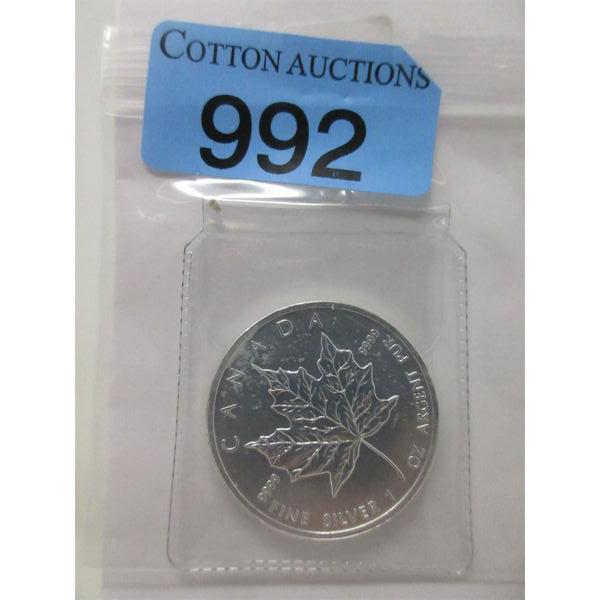 COTTON AUCTIONS
992
CANADA
9999
9999
FINE SILVER 1 OZ ARGENT PUR